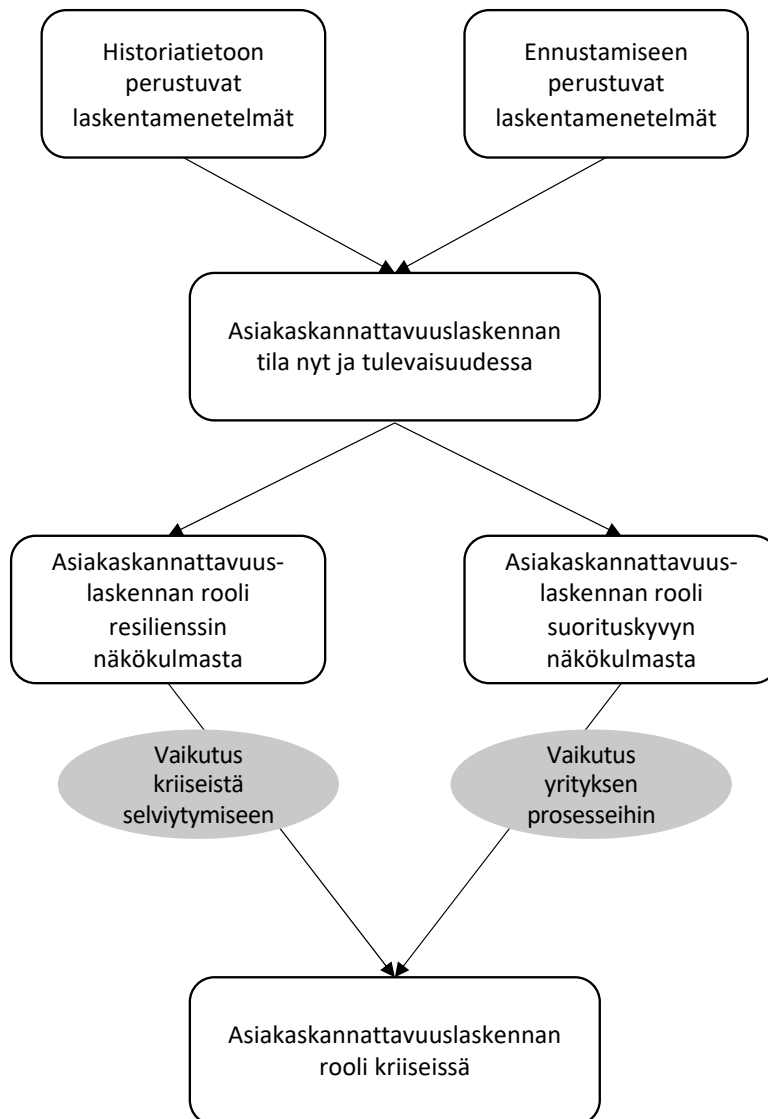 Historiatietoon
perustuvat
laskentamenetelmät
Ennustamiseen
perustuvat
laskentamenetelmät
Asiakaskannattavuuslaskennan
tila nyt ja tulevaisuudessa
Asiakaskannattavuus-
laskennan rooli
resilienssin
näkökulmasta
Asiakaskannattavuus-
laskennan rooli
suorituskyvyn
näkökulmasta
Vaikutus
kriiseistä
selviytymiseen
Vaikutus
yrityksen
prosesseihin
Asiakaskannattavuuslaskennan
rooli kriiseissä